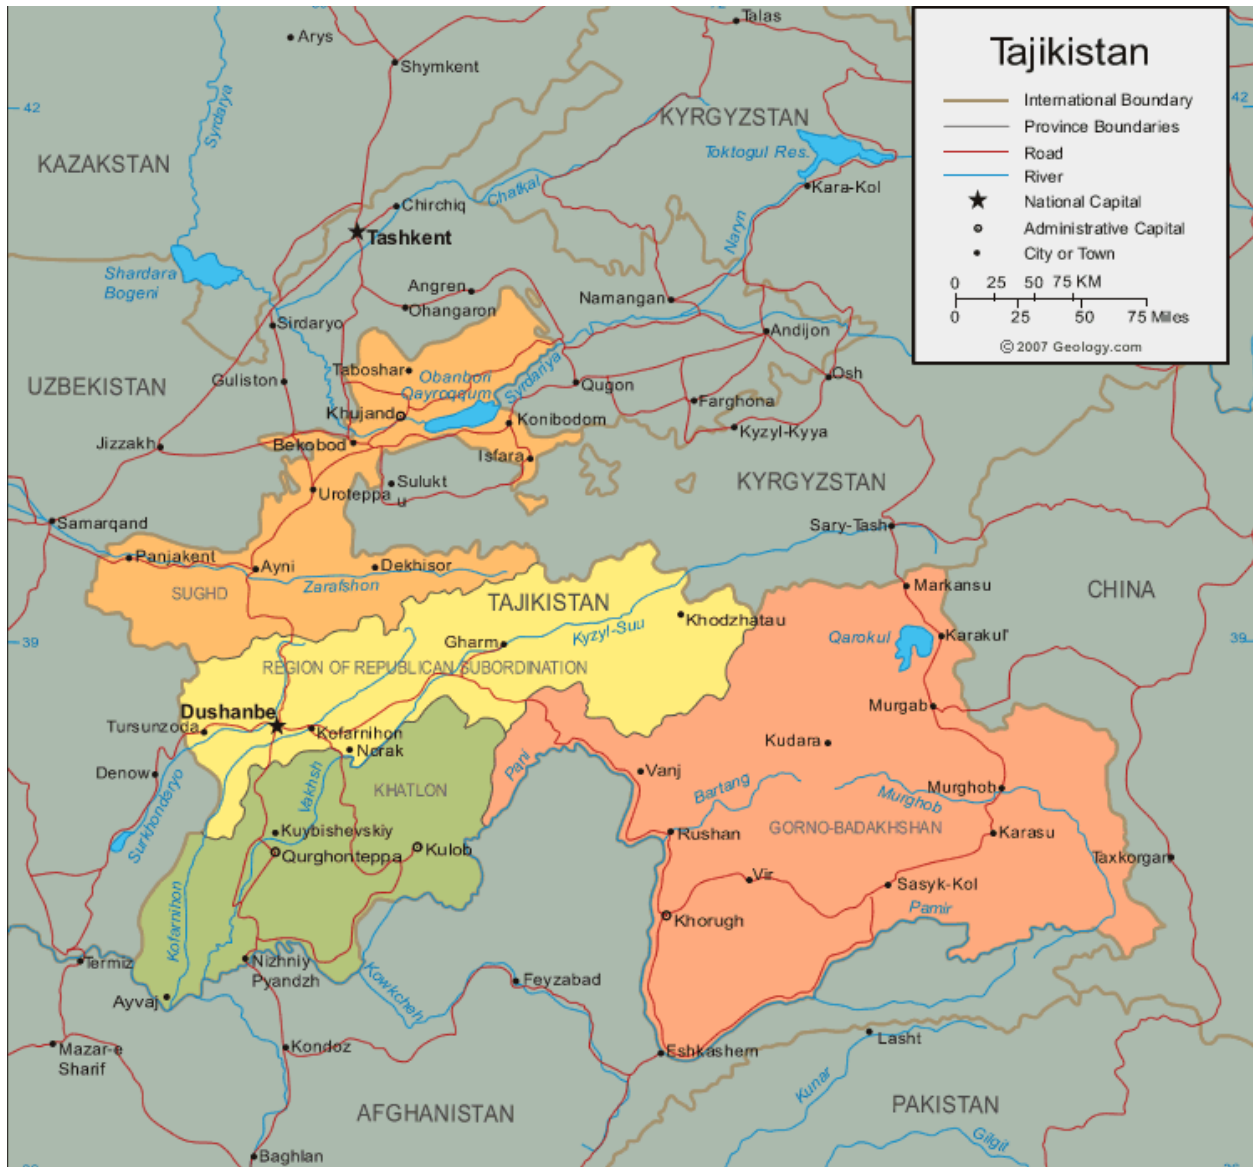 Talas
Arys
Tajikistan
Shymkent
42
42
International Boundary
KYRGYZSTAN
Province Boundaries
Syrdarya
Toktogul Res.
Road
KAZAKSTAN
River
Chatkal
Kara-Kol
National Capital
Chirchiq
Naryn
Administrative Capital
Tashkent
City or Town
Shardara
Bogeni
0 25 50 75 KM
Angren
Namangan
Ohangaron
0 25 50 75 Miles
Sirdaryo
Andijon
© 2007 Geology.com
Taboshar
Obanbori
Qayroqqum
Syrdariya
Osh
UZBEKISTAN
Guliston
Qugon
Farghona
Khujand
Konibodom
Kyzyl-Kyya
Jizzakh
Bekobod
Isfara
Sulukt
u
KYRGYZSTAN
Uroteppa
Samarqand
Sary-Tash
Panjakent
Ayni
Dekhisor
Markansu
SUGHD
Zarafshon
CHINA
TAJIKISTAN
Khodzhatau
39
Gharm
Kyzyl-Suu
Qarokul
Karakul'
39
REGION OF REPUBLICAN SUBORDINATION
Dushanbe
Murgab
Tursunzoda
Kofarnihon
Norak
Kudara
Denow
Vanj
Panj
Surkhonderyo
Vakhsh
KHATLON
Bartang
Murghob
Murghob
Kuybishevskiy
Rushan
GORNO-BADAKHSHAN
Karasu
Qurghonteppa
Kulob
Taxkorgan
Vir
Sasyk-Kol
Kofarnihon
Khorugh
Pamir
Termiz
Nizhniy
Pyandzh
Kowkcheh
Feyzabad
Ayvaj
Lasht
Mazar-e
Sharif
Kondoz
Eshkashem
Kunar
AFGHANISTAN
PAKISTAN
Gilgit
Baghlan